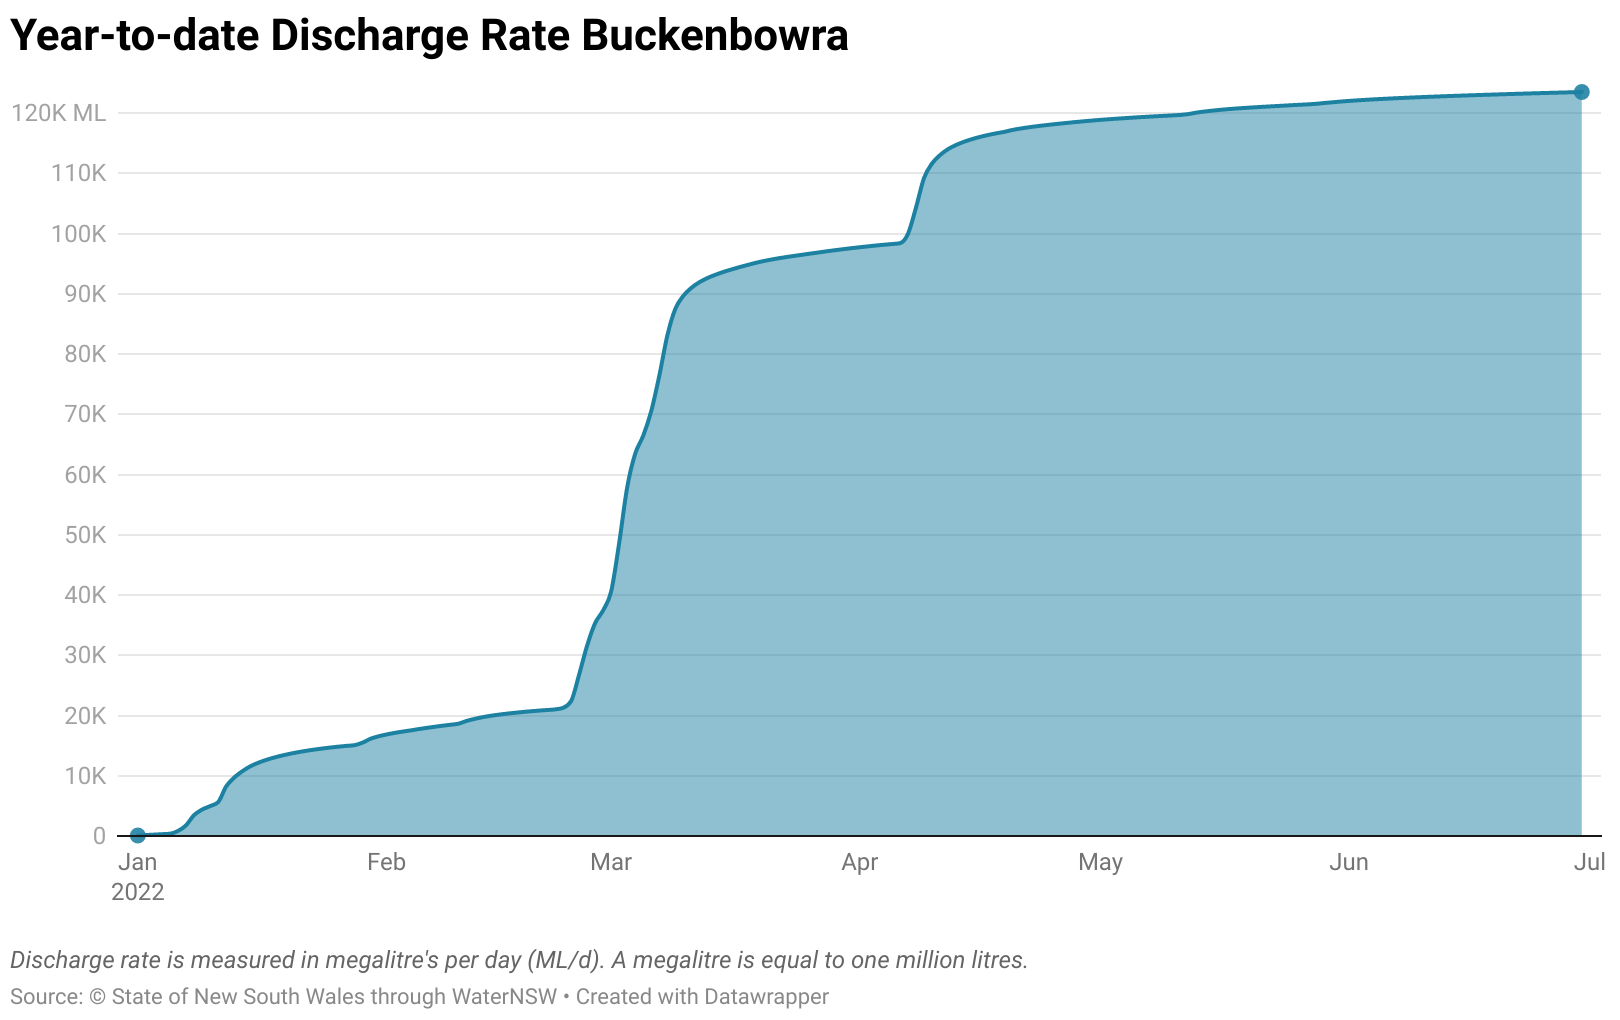 Year-to-date Discharge Rate Buckenbowra
120K ML
110K
100K
90K
80K
70K
60K
50K
40K
30K
20K
10K
0
Jan Feb Mar Apr May Jun Jul
2022
Discharge rate is measured in megalitre's per day (ML/d). A megalitre is equal to one million litres.
Source: © State of New South Wales through WaterNSW • Created with Datawrapper